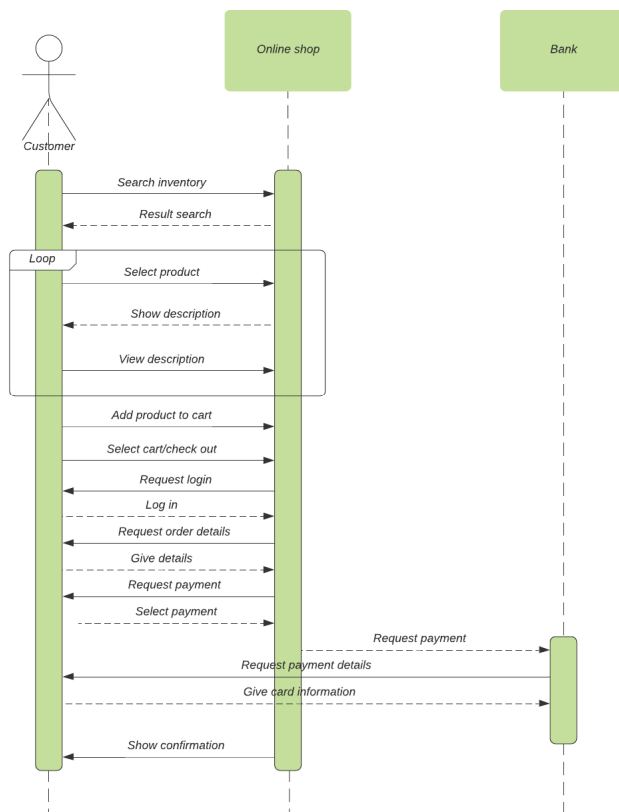 Online shop
Bank
Customer
Search inventory
Result search
Loop
Select product
Show description
View description
Add product to cart
Select cart/check out
Request login
Log in
Request order details
Give details
Request payment
Select payment
Request payment
Request payment details
Give card information
Show confirmation